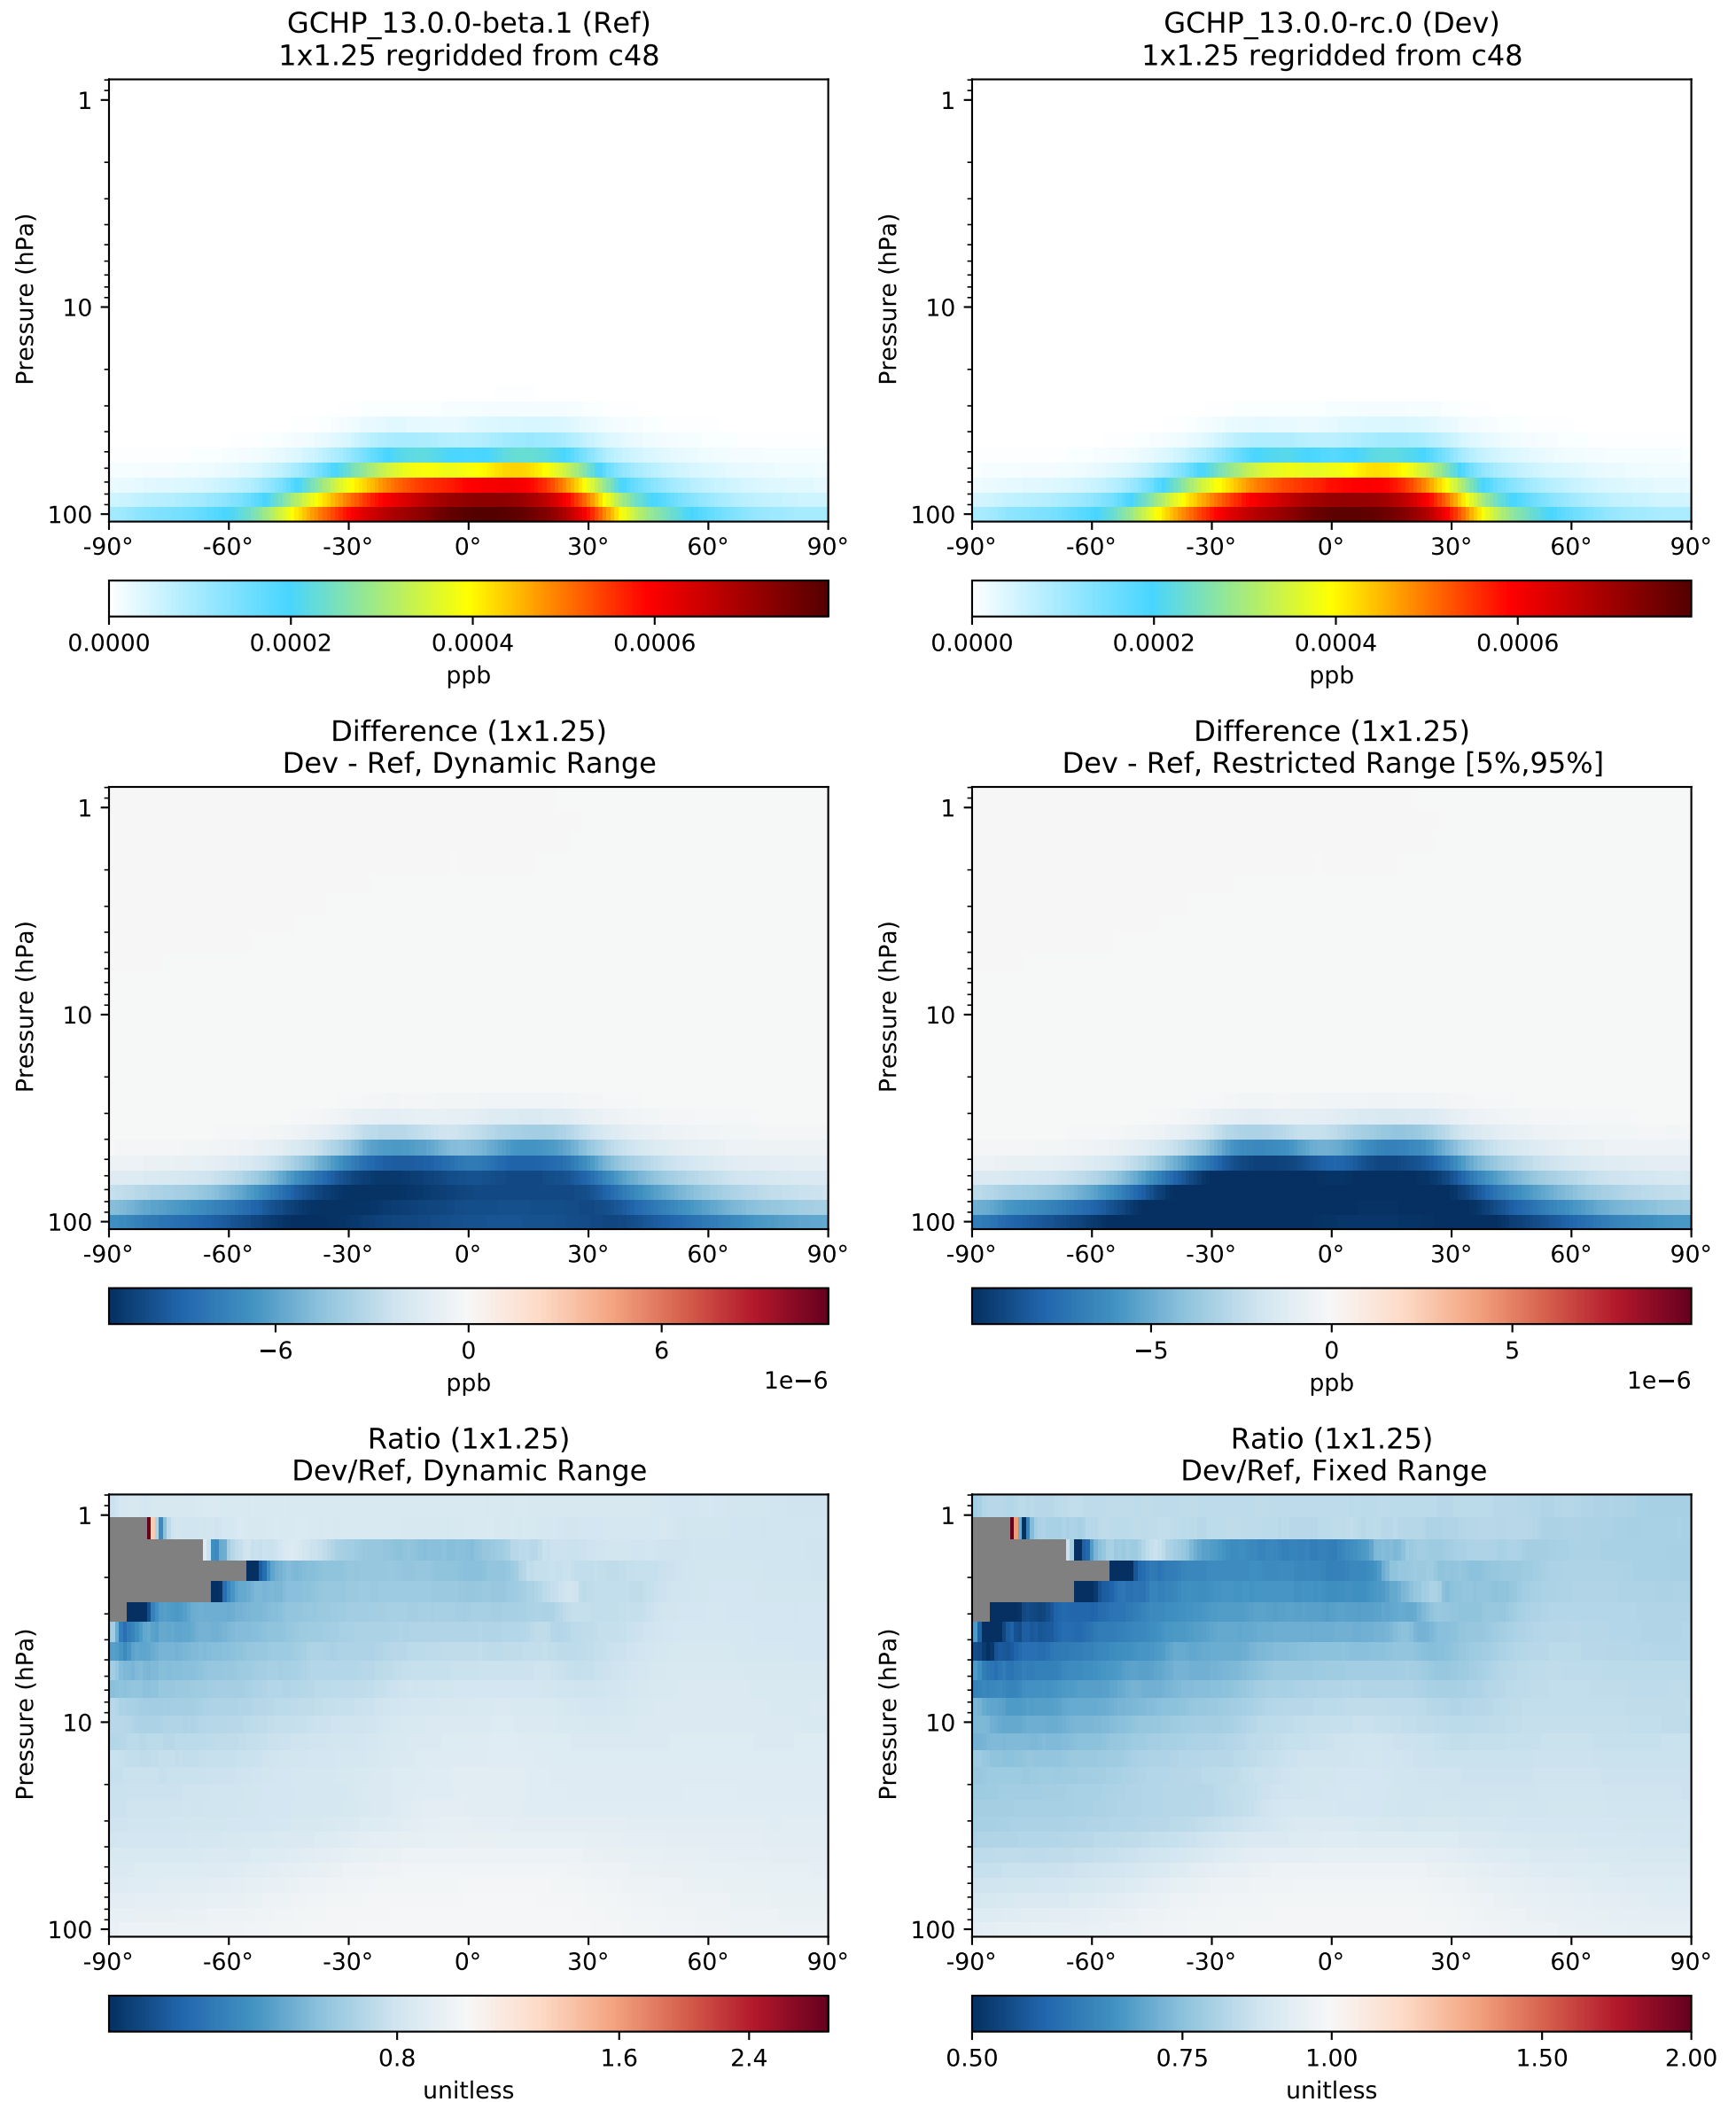 GCHP_13.0.0-beta.1 (Ref)
1x1.25 regridded from c48
Pressure (hPa)
1
10
100
-90° -60° -30° 0° 30° 60° 90°
0.0000 0.0002 0.0004 0.0006
ppb
GCHP_13.0.0-rc.0 (Dev)
1x1.25 regridded from c48
Pressure (hPa)
1
10
100
-90° -60° -30° 0° 30° 60° 90°
0.0000 0.0002 0.0004 0.0006
ppb
Difference (1x1.25)
Dev - Ref, Dynamic Range
Pressure (hPa)
1
10
100
-90° -60° -30° 0° 30° 60° 90°
−6 0 6
ppb
1e−6
Difference (1x1.25)
Dev - Ref, Restricted Range [5%,95%]
Pressure (hPa)
1
10
100
-90° -60° -30° 0° 30° 60° 90°
−5 0 5
ppb
1e−6
Ratio (1x1.25)
Dev/Ref, Dynamic Range
Pressure (hPa)
1
10
100
-90° -60° -30° 0° 30° 60° 90°
0.8 1.6 2.4
unitless
Ratio (1x1.25)
Dev/Ref, Fixed Range
Pressure (hPa)
1
10
100
-90° -60° -30° 0° 30° 60° 90°
0.50 0.75 1.00 1.50 2.00
unitless